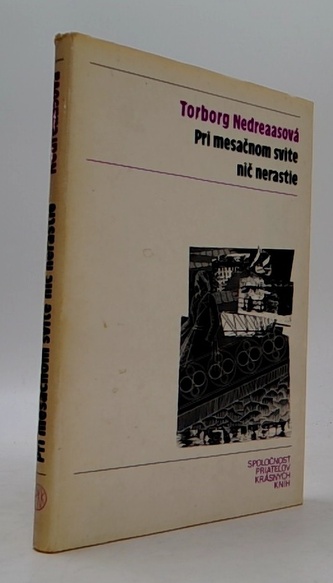 Torborg Nedreaasová
Pri mesačnom svite
nič nerastie
SPOLOČNOSŤ
PRIATEĽOV
KRÁSNYCH
KNÍH
Pri mesačnom svite nič nerastie Nedreaasová